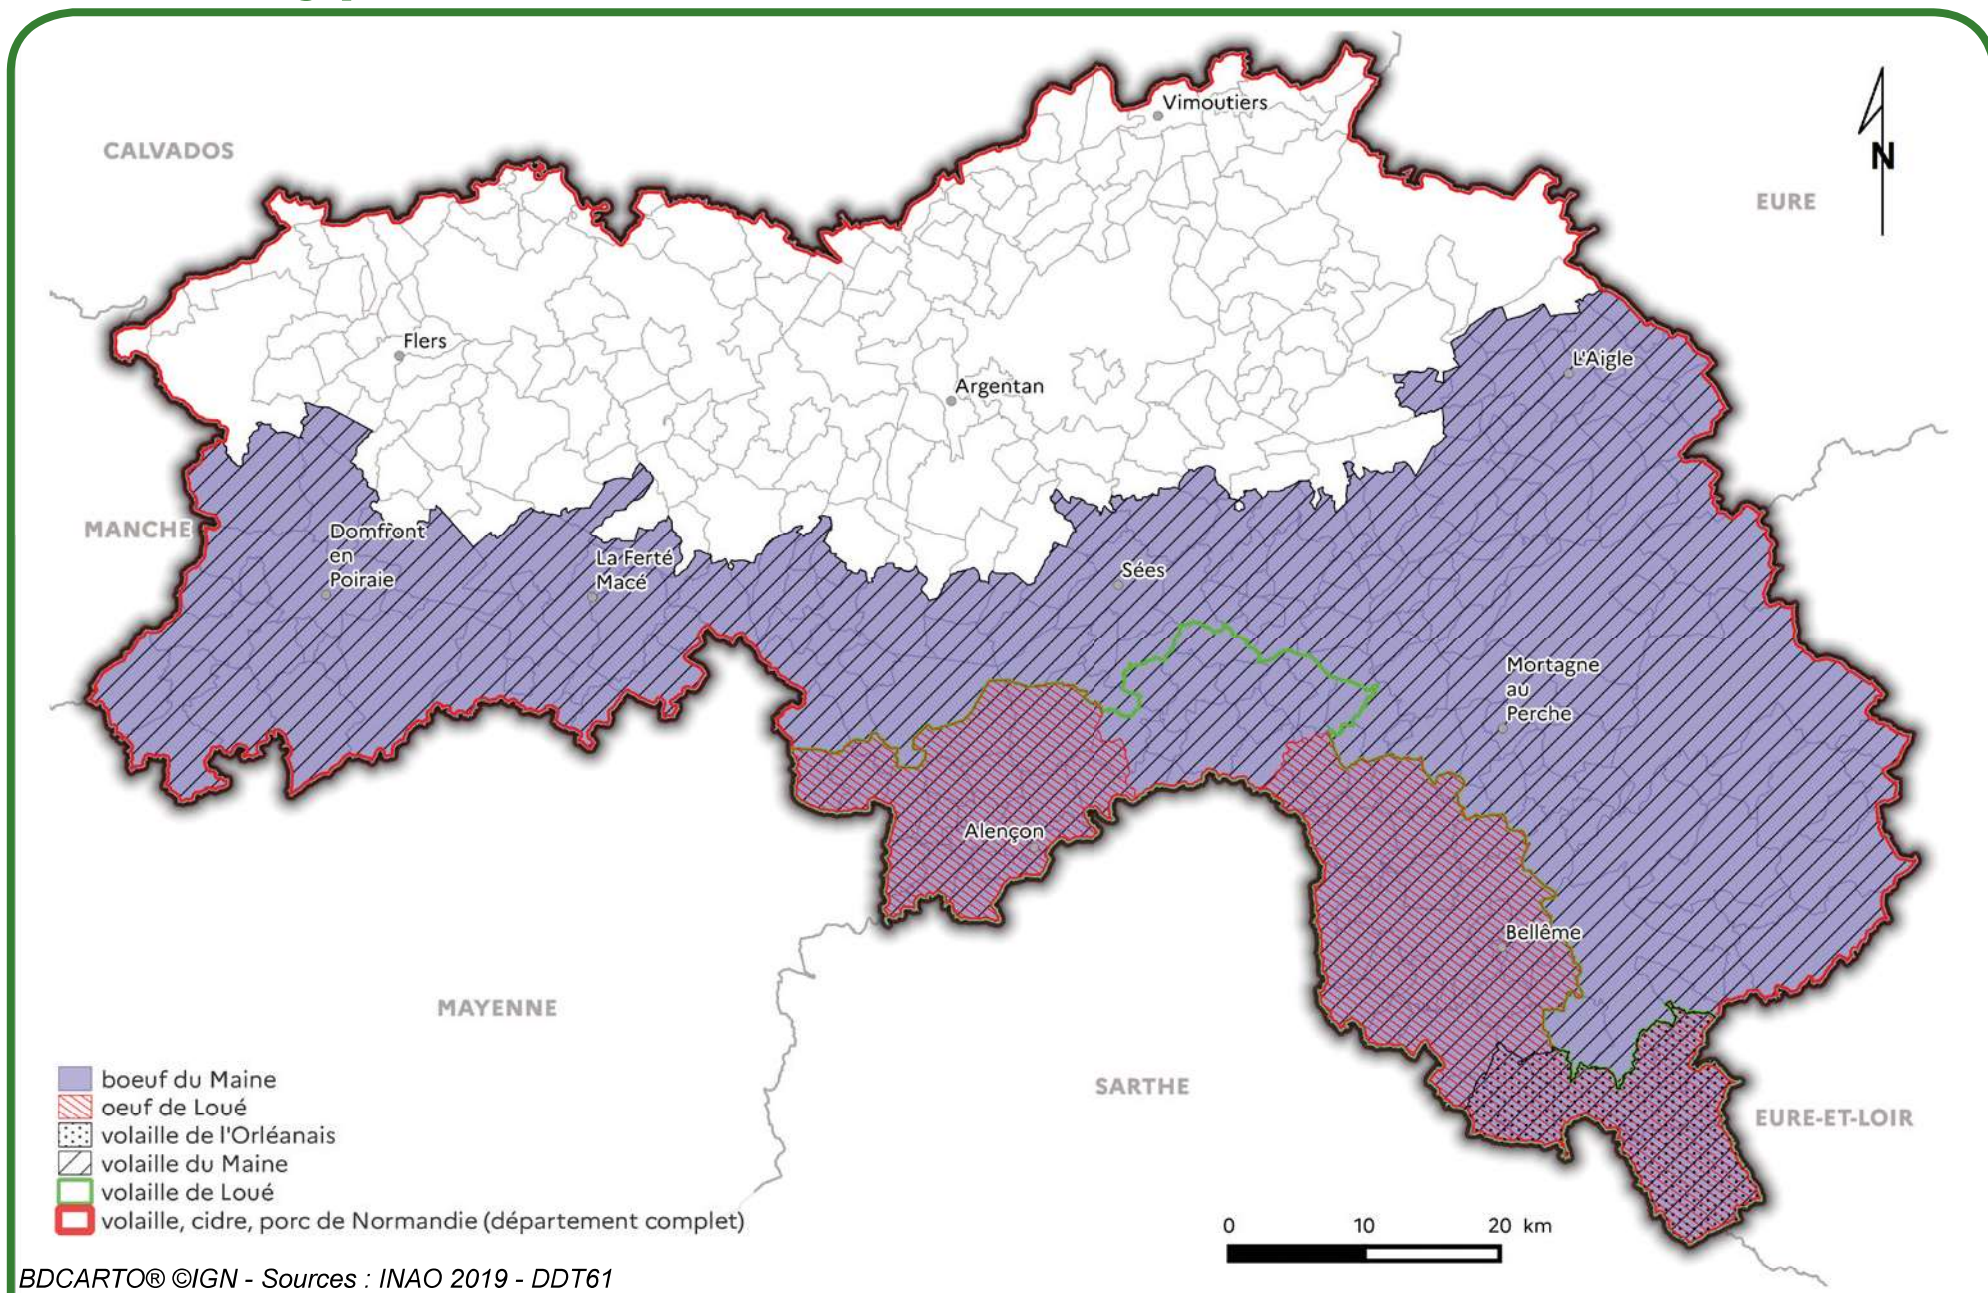 Vimoutiers
CALVADOS
N
EURE
Flers
L'Aigle
Argentan
MANCHE
Domfront
en
Poiraie
La Ferté
Macé
Sées
Mortagne
au
Perche
Alençon
Bellême
MAYENNE
SARTHE
EURE-ET-LOIR
boeuf du Maine
oeuf de Loué
volaille de l'Orléanais
volaille du Maine
volaille de Loué
volaille, cidre, porc de Normandie (département complet)
0 10 20 km
BDCARTO® ©IGN - Sources : INAO 2019 - DDT61